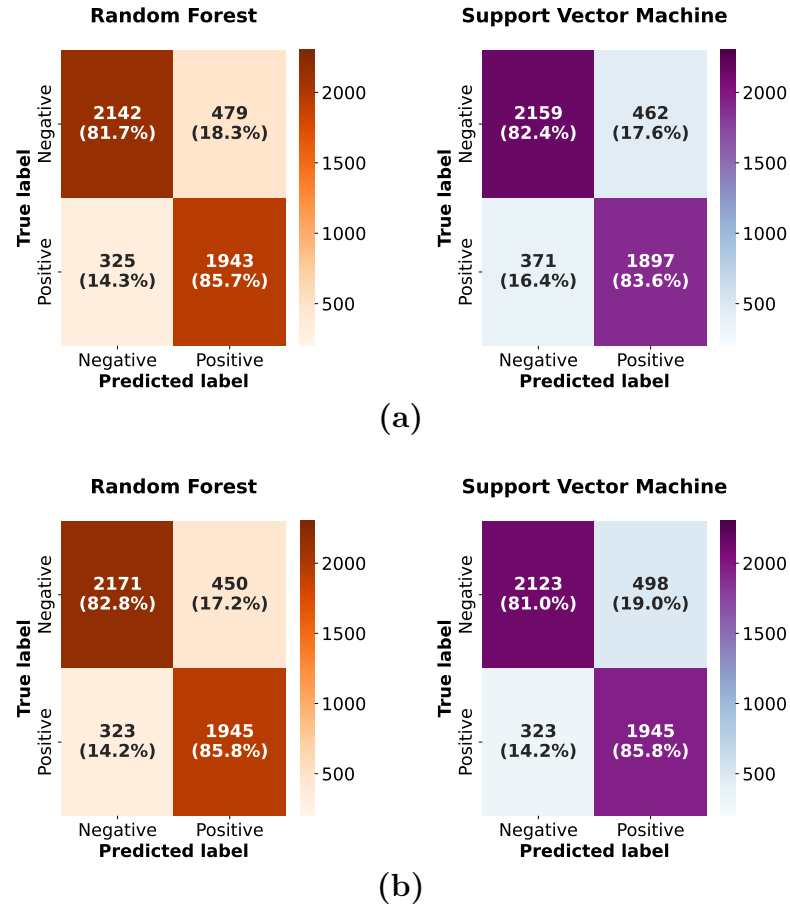 Random Forest
Support Vector Machine
True label
Negative
Positive
2142
(81.7%)
479
(18.3%)
325
(14.3%)
1943
(85.7%)
Negative
Positive
Predicted label
2000
1500
1000
500
True label
Negative
Positive
2159
(82.4%)
462
(17.6%)
371
(16.4%)
1897
(83.6%)
Negative
Positive
Predicted label
2000
1500
1000
500
(a)
Random Forest
Support Vector Machine
True label
Negative
Positive
2171
(82.8%)
450
(17.2%)
323
(14.2%)
1945
(85.8%)
Negative
Positive
Predicted label
2000
1500
1000
500
True label
Negative
Positive
2123
(81.0%)
498
(19.0%)
323
(14.2%)
1945
(85.8%)
Negative
Positive
Predicted label
2000
1500
1000
500
(b)